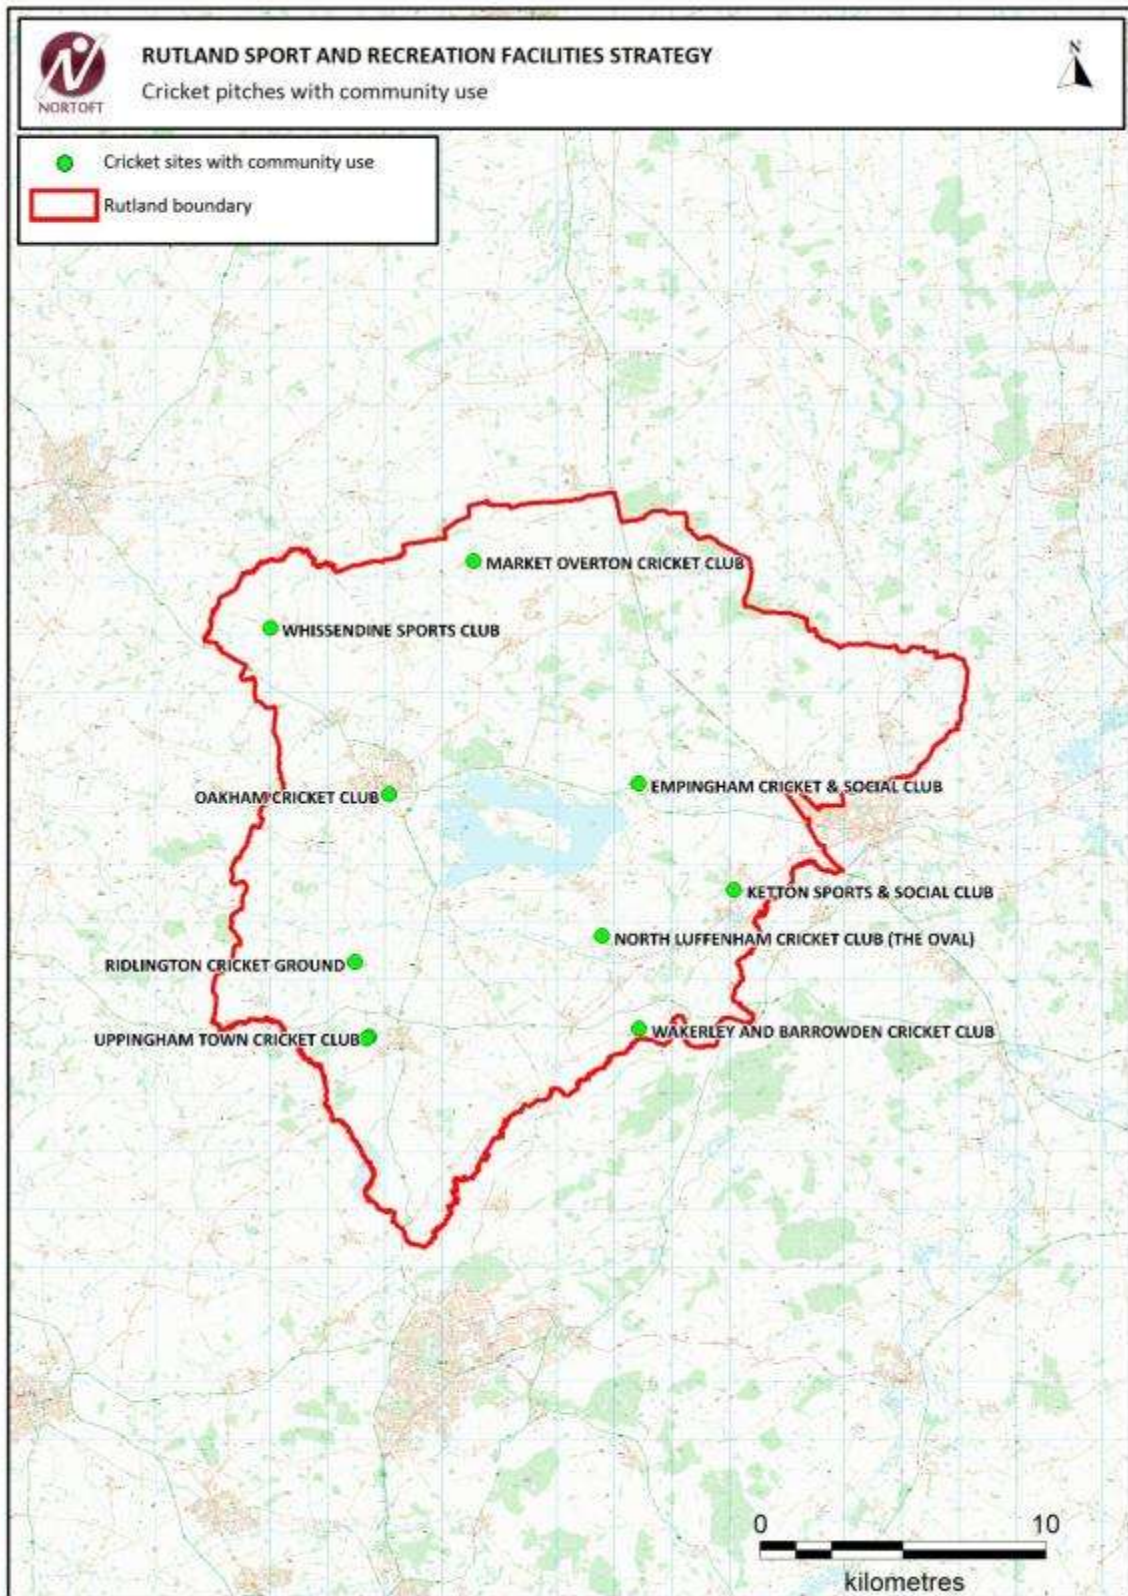 RUTLAND SPORT AND RECREATION FACILITIES STRATEGY
Cricket pitches with community use
NORTOFT
N
Cricket sites with community use
Rutland boundary
MARKET OVERTON CRICKET CLUB
WHISSENDINE SPORTS CLUB
OAKHAM CRICKET CLUB
EMPINGHAM CRICKET & SOCIAL CLUB
KETTON SPORTS & SOCIAL CLUB
NORTH LUFFENHAM CRICKET CLUB (THE OVAL)
RIDLINGTON CRICKET GROUND
UPPINGHAM TOWN CRICKET CLUB
WAKERLEY AND BARROWDEN CRICKET CLUB
0 10
kilometres